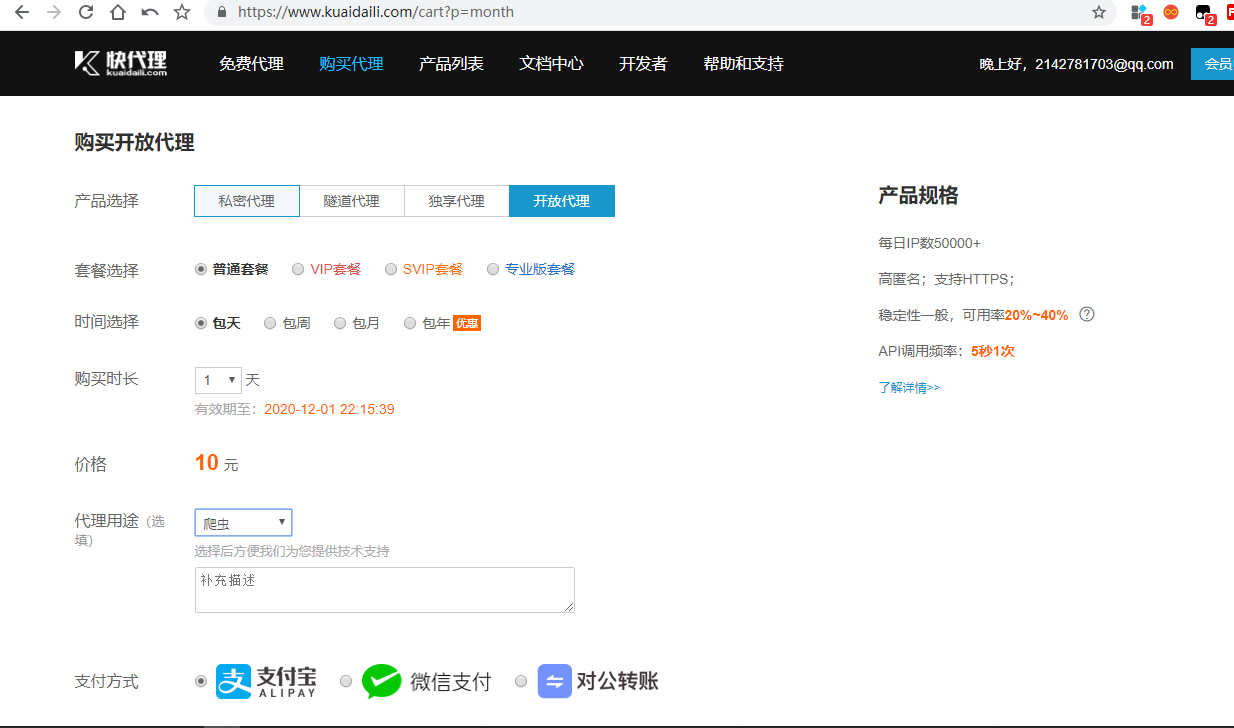 https://www.kuaidaili.com/cart?p=month
2
2
快代理
kuaidaili.com
免费代理 购买代理 产品列表 文档中心 开发者 帮助和支持
晚上好，2142781703@qq.com 会员
购买开放代理
产品选择 私密代理 隧道代理 独享代理 开放代理
套餐选择 普通套餐 VIP套餐 SVIP套餐 专业版套餐
时间选择 包天 包周 包月 包年 优惠
购买时长 1 天
有效期至：2020-12-01 22:15:39
价格 10 元
代理用途（选
填） 爬虫
选择后方便我们为您提供技术支持
补充描述
支付方式 支 支付宝 ALIPAY 微信支付 对公转账
产品规格
每日IP数50000+
高匿名；支持HTTPS；
稳定性一般，可用率20%~40% ?
API调用频率：5秒1次
了解详情>>